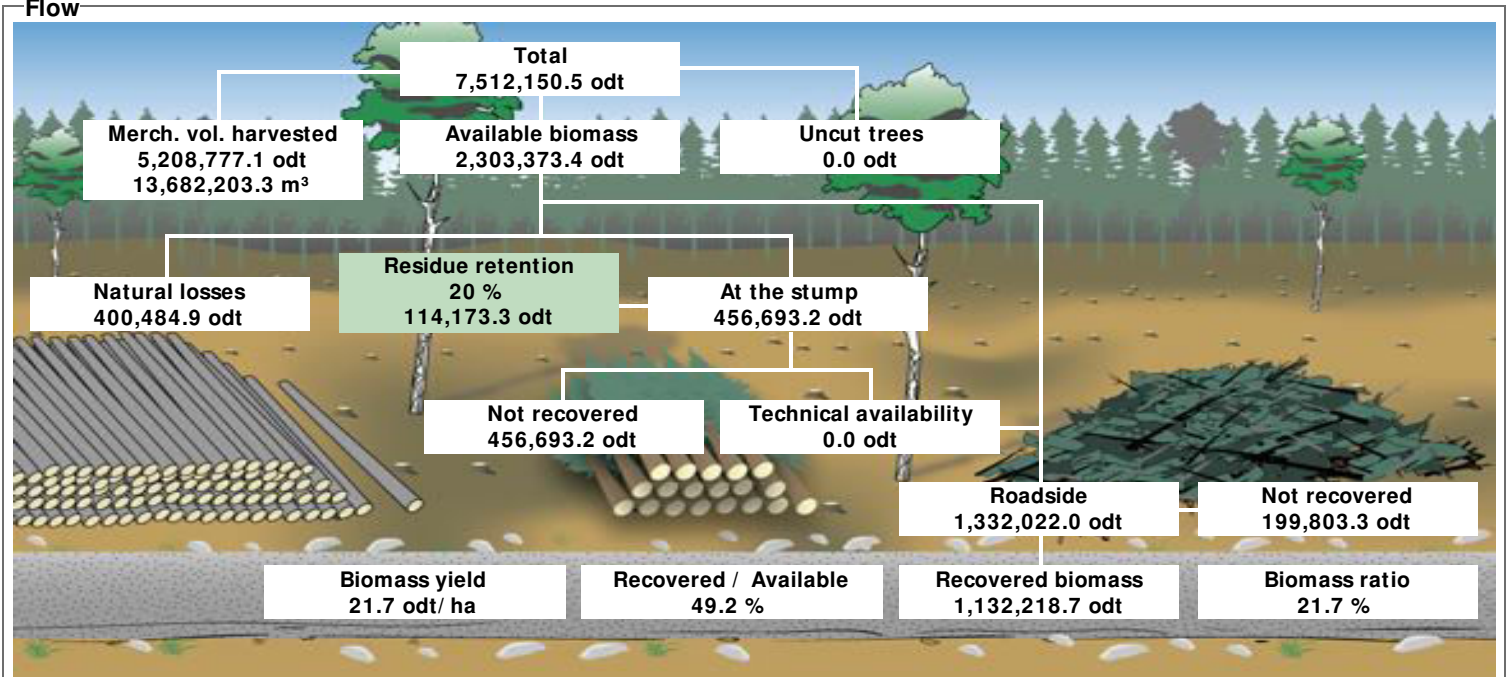 Flow
Total
7,512,150.5 odt
Merch. vol. harvested
5,208,777.1 odt
13,682,203.3 m³
Available biomass
2,303,373.4 odt
Uncut trees
0.0 odt
Natural losses
400,484.9 odt
Residue retention
20 %
114,173.3 odt
At the stump
456,693.2 odt
Not recovered
456,693.2 odt
Technical availability
0.0 odt
Roadside
1,332,022.0 odt
Not recovered
199,803.3 odt
Biomass yield
21.7 odt/ ha
Recovered / Available
49.2 %
Recovered biomass
1,132,218.7 odt
Biomass ratio
21.7 %